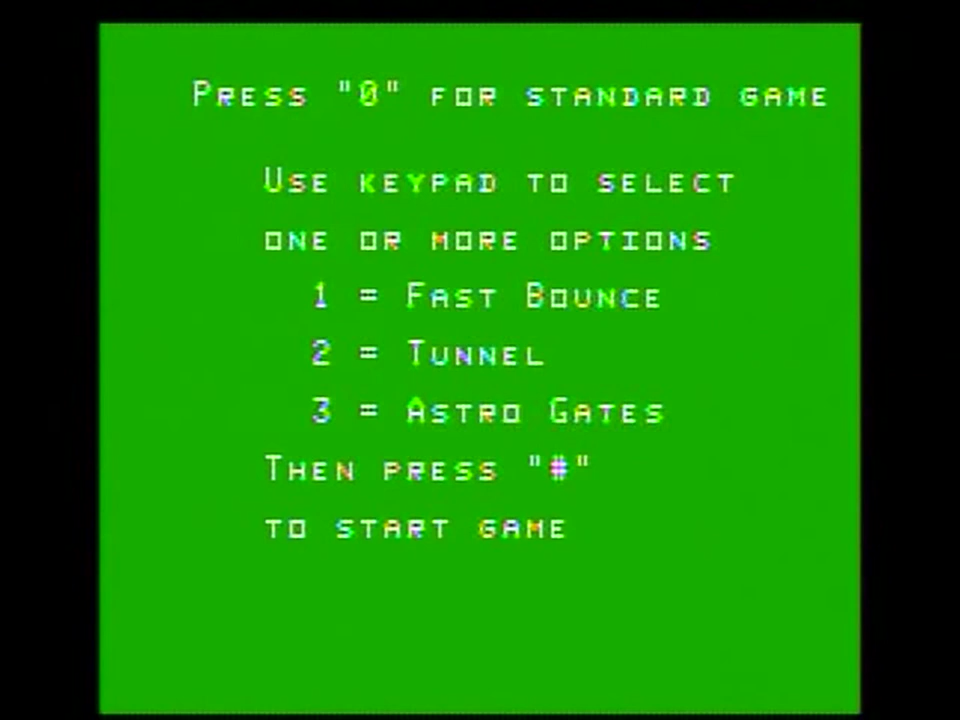 PRESS "0" FOR STANDARD GAME
USE KEYPAD TO SELECT
ONE OR MORE OPTIONS
1 = FAST BOUNCE
2 = TUNNEL
3 = ASTRO GATES
THEN PRESS "#"
TO START GAME